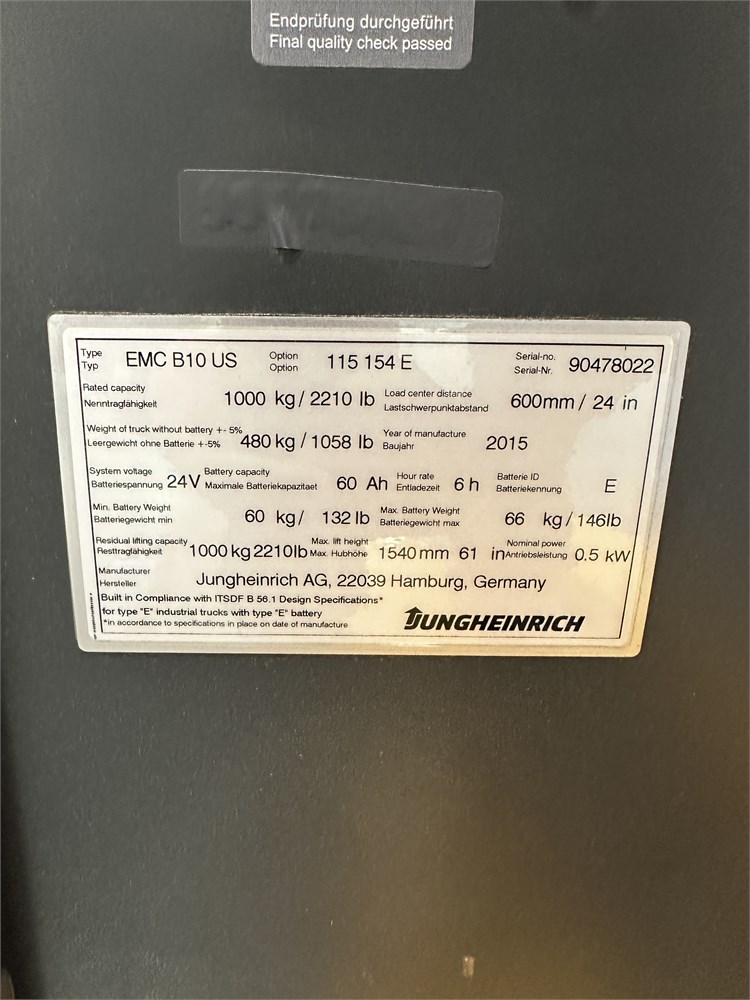 Endprüfung durchgeführt
Final quality check passed
Type EMC B10 US Option 115 154 E Serial-no. 90478022
Typ Option Serial-Nr.
Rated capacity 1000 kg / 2210 lb Load center distance 600mm / 24 in
Nenntragfähigkeit Lastschwerpunktabstand
Weight of truck without battery +- 5% 480 kg / 1058 lb Year of manufacture 2015
Leergewicht ohne Batterie +-5% Baujahr
System voltage 24V Battery capacity 60 Ah Hour rate 6 h Batterie ID E
Batteriespannung Maximale Batteriekapazitaet Entladezeit Batteriekennung
Min. Battery Weight 60 kg / 132 lb Max. Battery Weight 66 kg / 146lb
Batteriegewicht min Batteriegewicht max
Residual lifting capacity 1000 kg 2210lb Max. lift height 1540 mm 61 in Nominal power 0.5 kW
Resttragfähigkeit Max. Hubhöhe Antriebsleistung
Manufacturer Jungheinrich AG, 22039 Hamburg, Germany
Hersteller
Built in Compliance with ITSDF B 56.1 Design Specifications*
for type "E" industrial trucks with type "E" battery
*in accordance to specifications in place on date of manufacture
JUNGHEINRICH